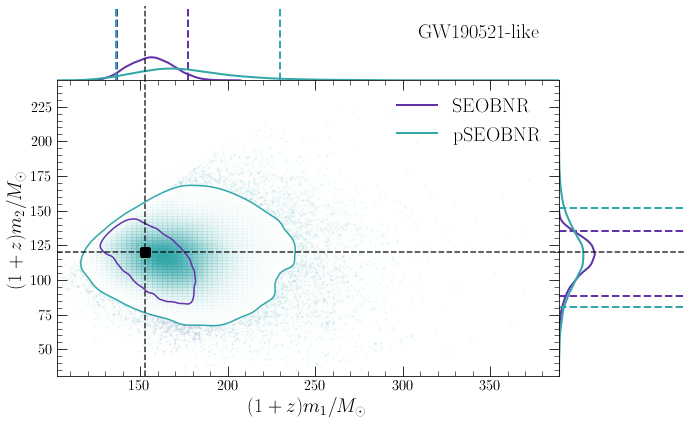 GW190521-like
SEOBNR
pSEOBNR
225
200
175
150
125
100
75
50
(1 + z)m₂/M⊙
150 200 250 300 350
(1 + z)m₁/M⊙